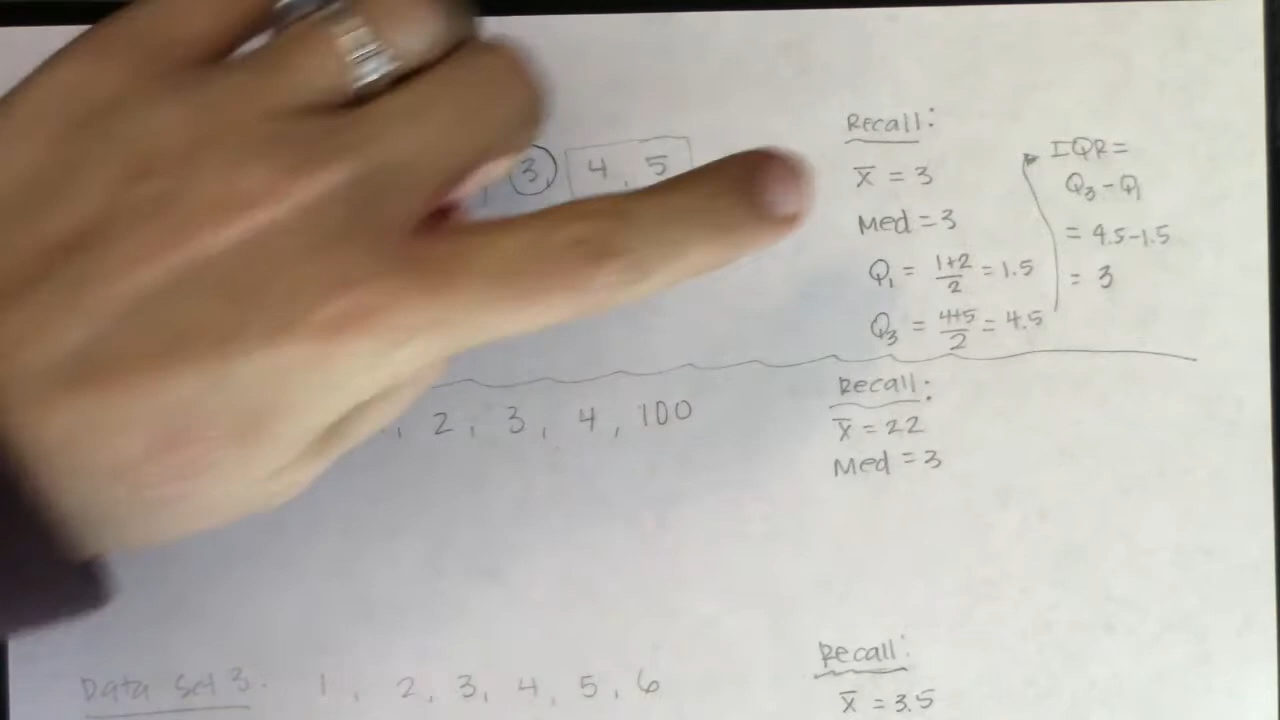 3, 4, 5
Recall:
x̄ = 3
Med = 3
Q₁ = (1+2)/2 = 1.5
Q₃ = (4+5)/2 = 4.5
IQR =
Q₃ - Q₁
= 4.5-1.5
= 3
, 2, 3, 4, 100
Recall:
x̄ = 22
Med = 3
Data Set 3: 1, 2, 3, 4, 5, 6
Recall:
x̄ = 3.5